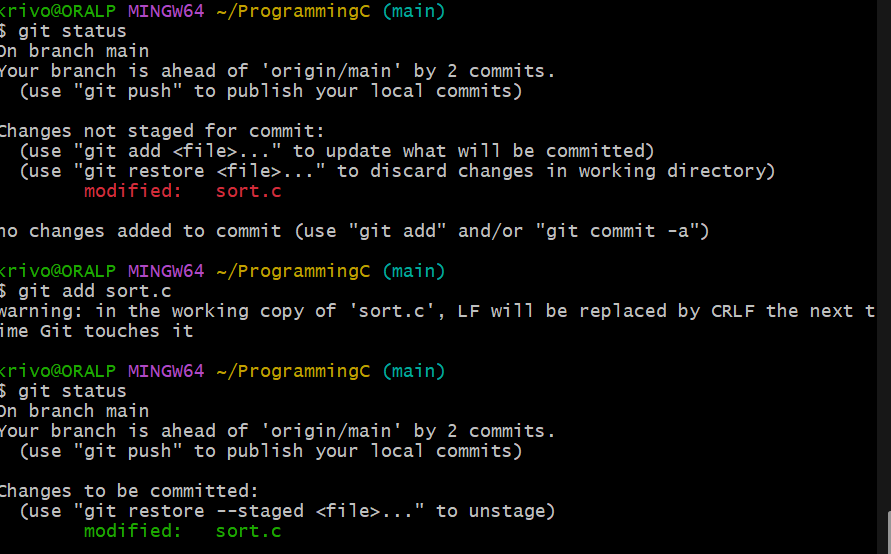 krivo@ORALP MINGW64 ~/ProgrammingC (main)
$ git status
On branch main
Your branch is ahead of 'origin/main' by 2 commits.
  (use "git push" to publish your local commits)

Changes not staged for commit:
  (use "git add <file>..." to update what will be committed)
  (use "git restore <file>..." to discard changes in working directory)
        modified:   sort.c

no changes added to commit (use "git add" and/or "git commit -a")

krivo@ORALP MINGW64 ~/ProgrammingC (main)
$ git add sort.c
warning: in the working copy of 'sort.c', LF will be replaced by CRLF the next t
ime Git touches it

krivo@ORALP MINGW64 ~/ProgrammingC (main)
$ git status
On branch main
Your branch is ahead of 'origin/main' by 2 commits.
  (use "git push" to publish your local commits)

Changes to be committed:
  (use "git restore --staged <file>..." to unstage)
        modified:   sort.c